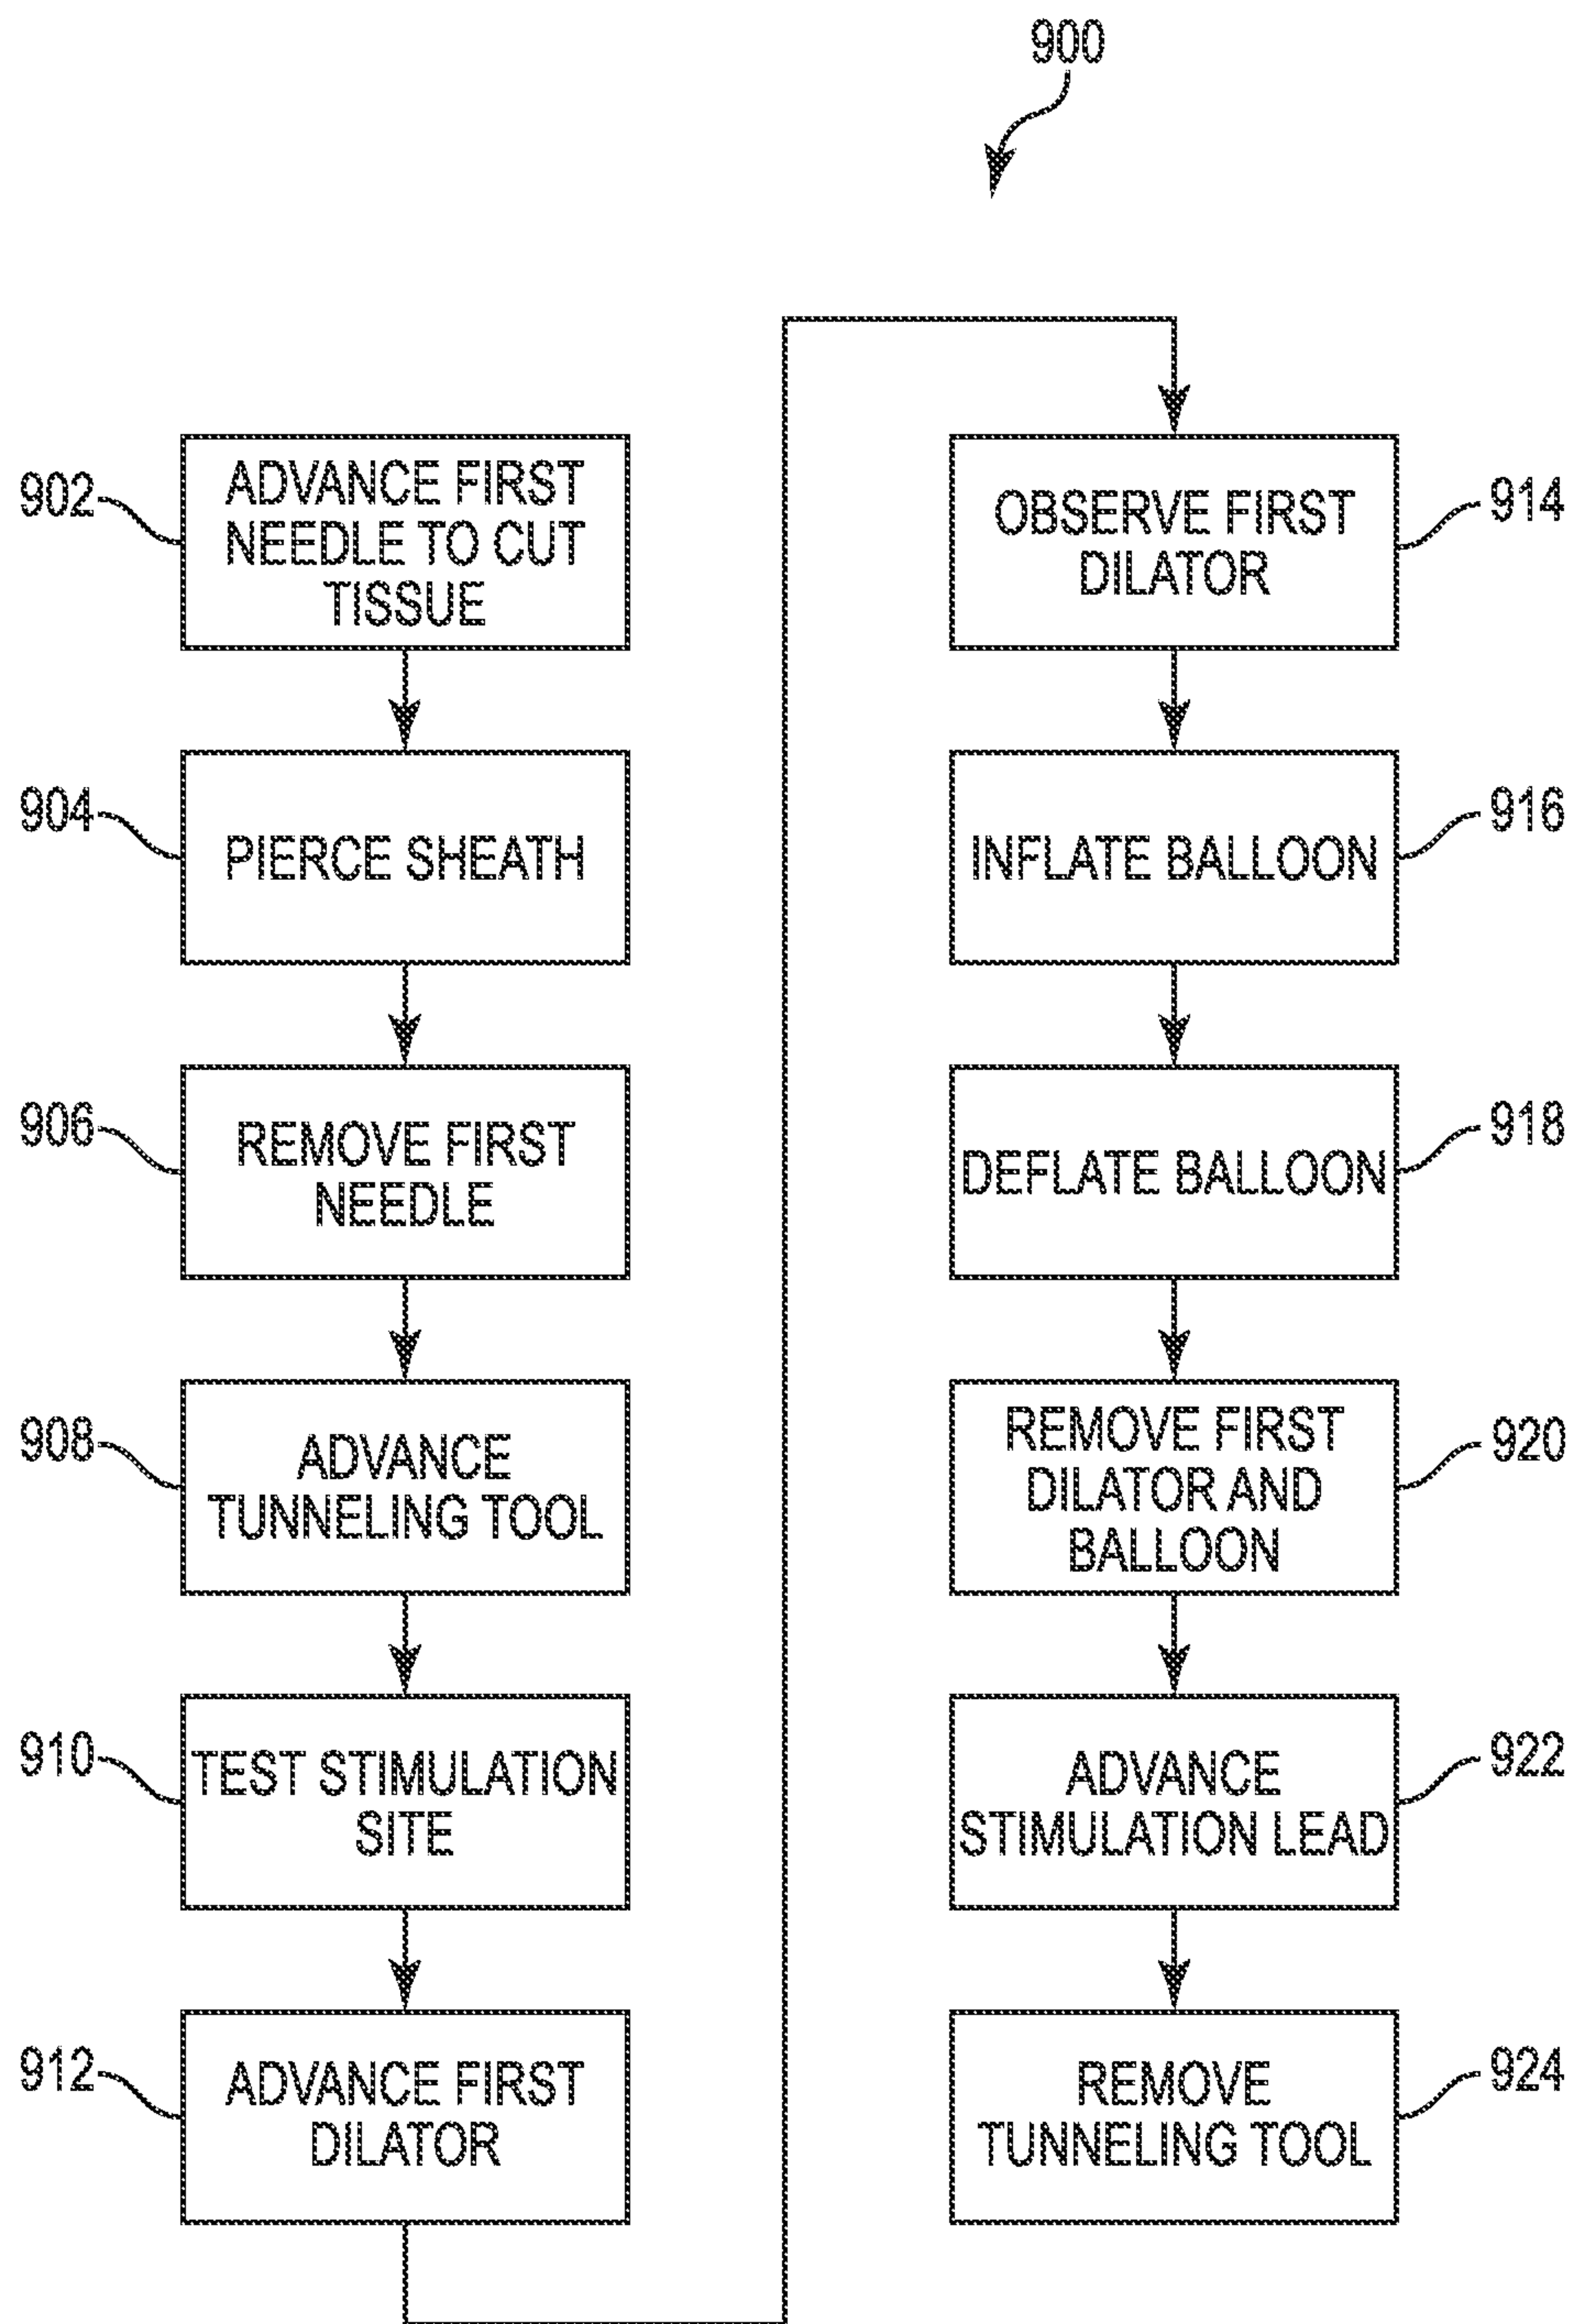 900
902
ADVANCE FIRST
NEEDLE TO CUT
TISSUE
904
PIERCE SHEATH
906
REMOVE FIRST
NEEDLE
908
ADVANCE
TUNNELING TOOL
910
TEST STIMULATION
SITE
912
ADVANCE FIRST
DILATOR
OBSERVE FIRST
DILATOR
914
INFLATE BALLOON
916
DEFLATE BALLOON
918
REMOVE FIRST
DILATOR AND
BALLOON
920
ADVANCE
STIMULATION LEAD
922
REMOVE
TUNNELING TOOL
924